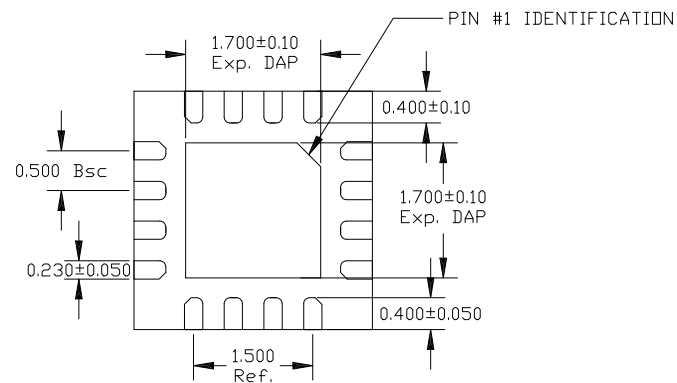 PIN #1 IDENTIFICATION
1.700±0.10
Exp. DAP
0.400±0.10
0.500 Bsc
1.700±0.10
Exp. DAP
0.230±0.050
0.400±0.050
1.500
Ref.